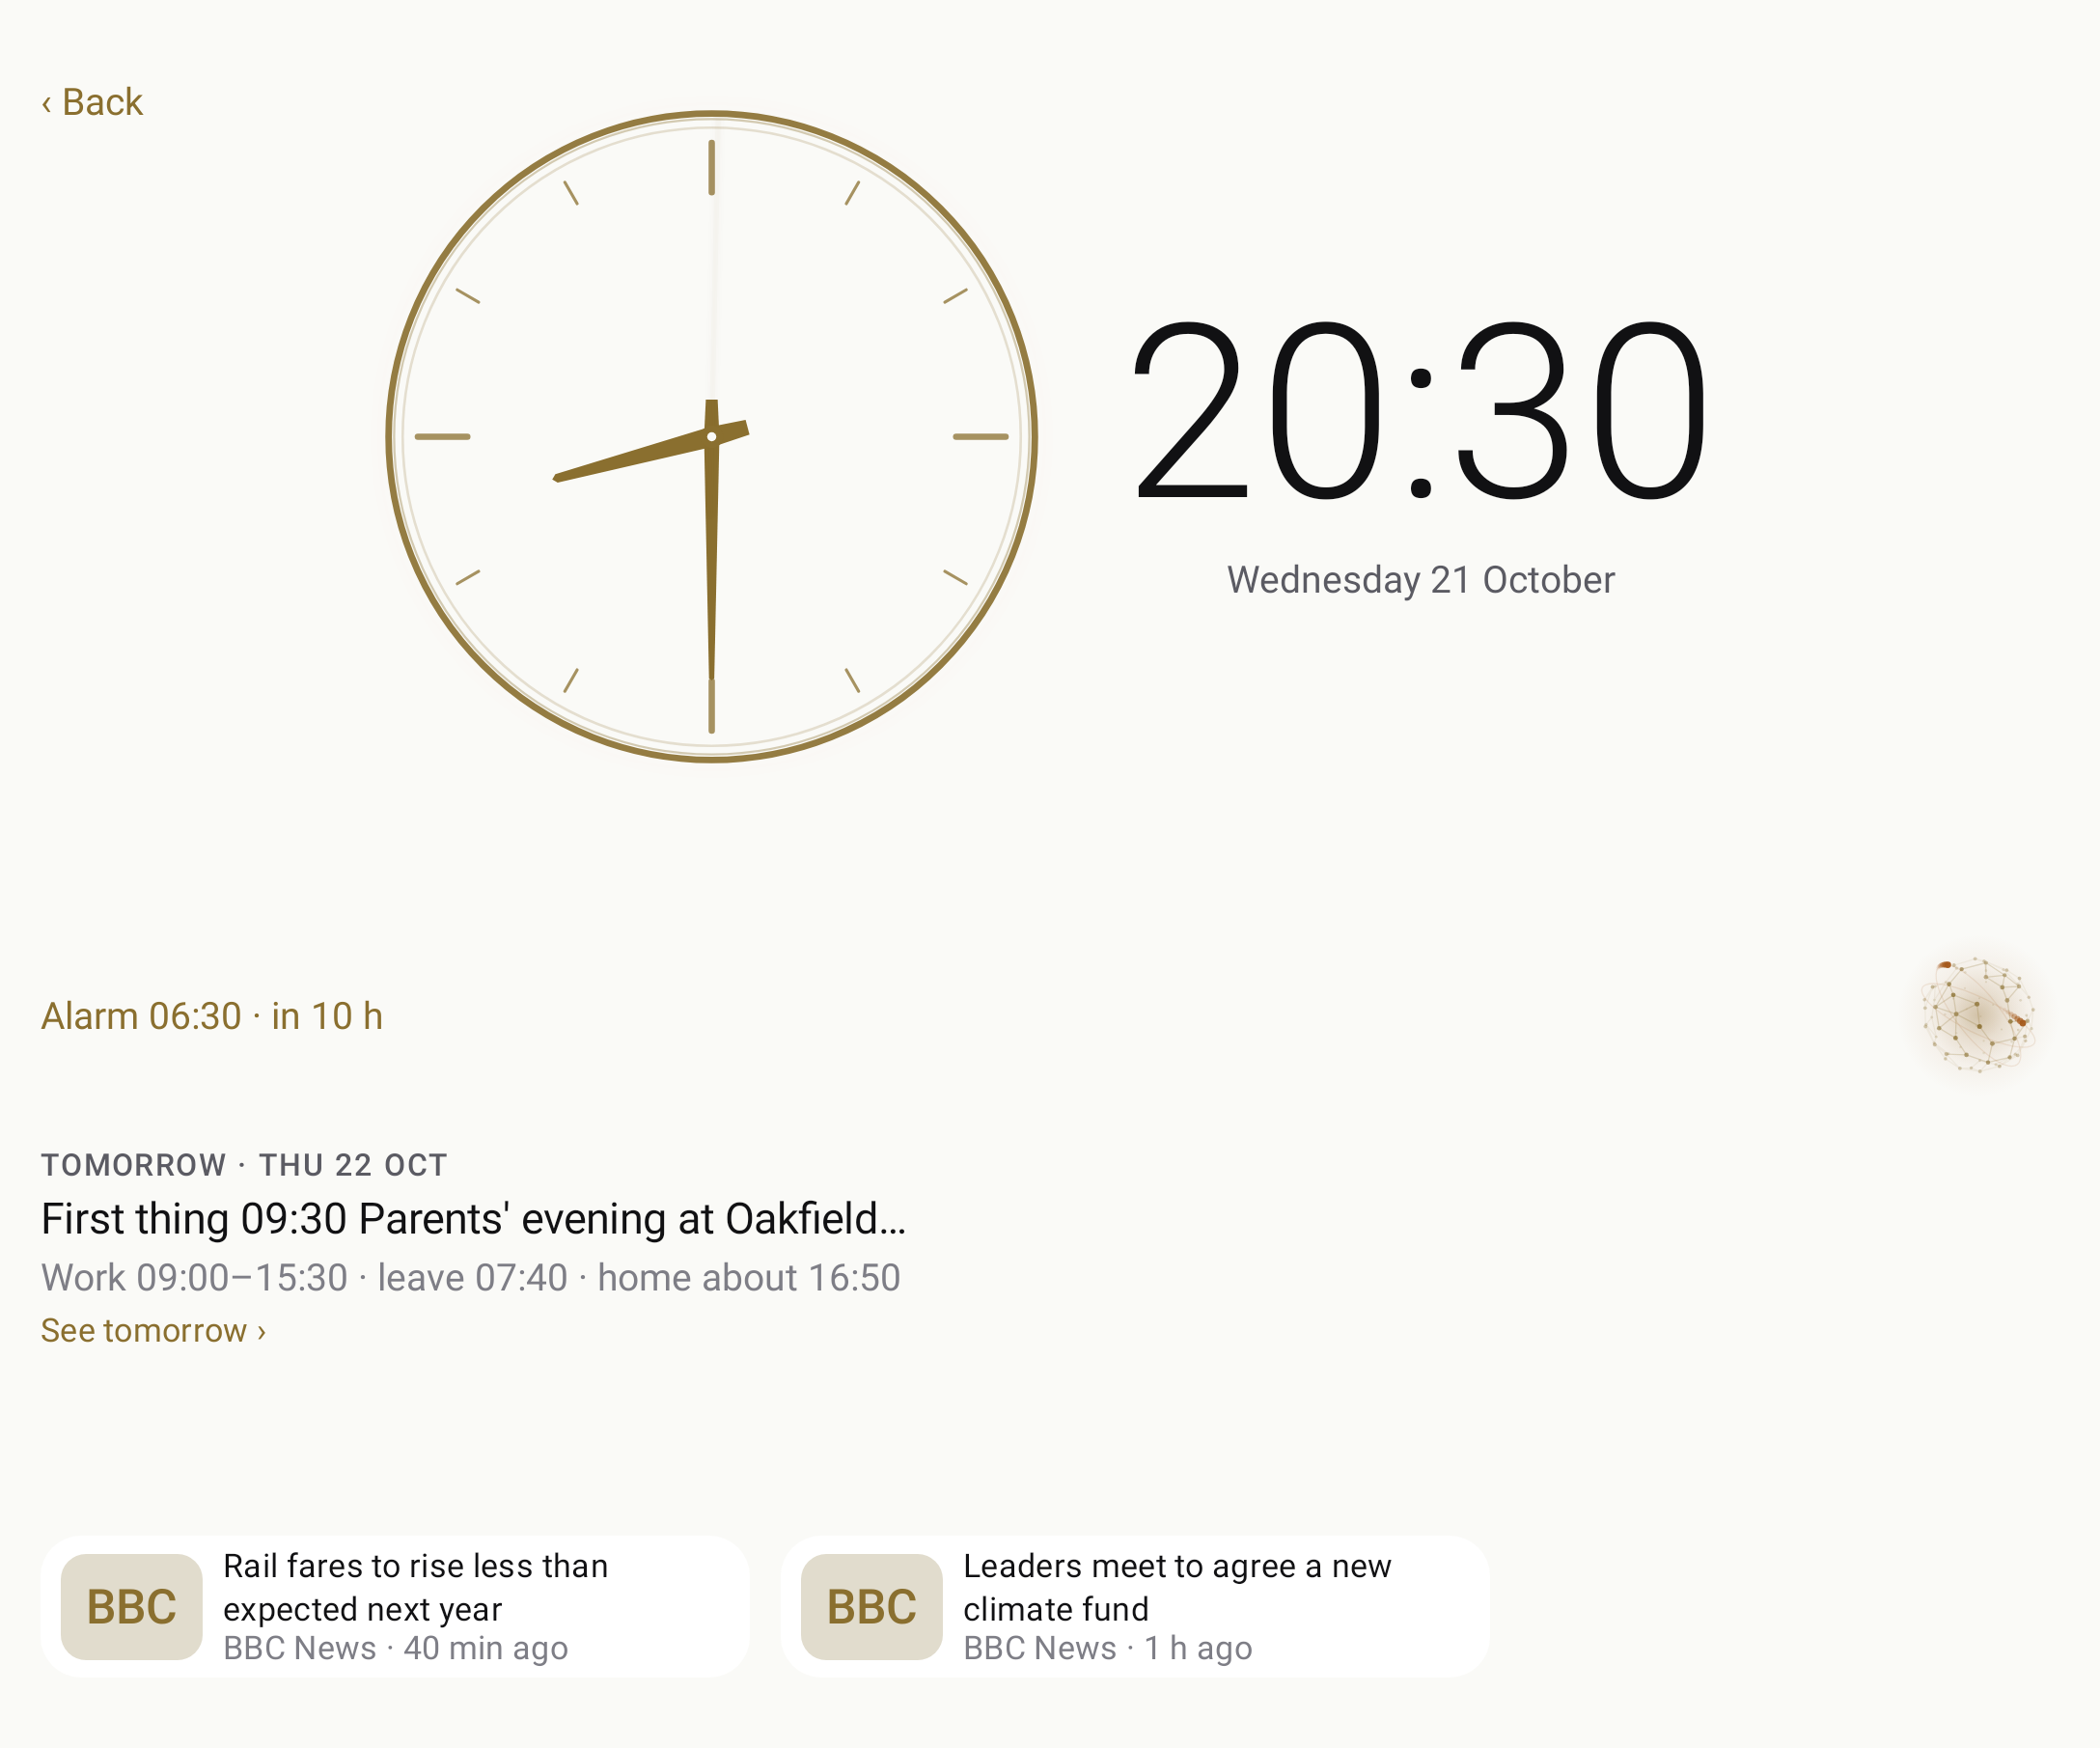 ‹ Back
20:30
Wednesday 21 October
Alarm 06:30 · in 10 h
TOMORROW · THU 22 OCT
First thing 09:30 Parents' evening at Oakfield…
Work 09:00–15:30 · leave 07:40 · home about 16:50
See tomorrow ›
BBC
Rail fares to rise less than
expected next year
BBC News · 40 min ago
BBC
Leaders meet to agree a new
climate fund
BBC News · 1 h ago